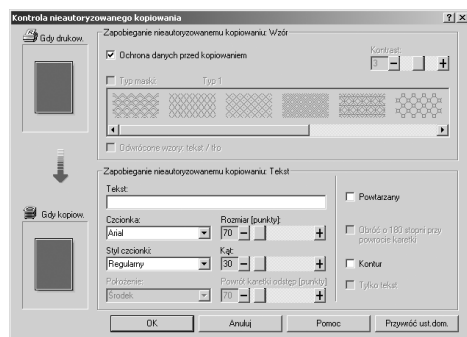 Kontrola nieautoryzowanego kopiowania
Gdy drukow.
Gdy kopiow.
Zapobieganie nieautoryzowanemu kopiowaniu: Wzór
Ochrona danych przed kopiowaniem
Kontrast:
3
Typ maski: Typ 1
Odwrócone wzory: tekst / tło
Zapobieganie nieautoryzowanemu kopiowaniu: Tekst
Tekst:
Czcionka: Rozmiar [punkty]:
Arial 70
Styl czcionki: Kąt:
Regularny 30
Położenie: Powrót karetki odstęp [punkty]
Środek 70
Powtarzany
Obróć o 180 stopni przy powrocie karetki
Kontur
Tylko tekst
OK Anuluj Pomoc Przywróć ust.dom.